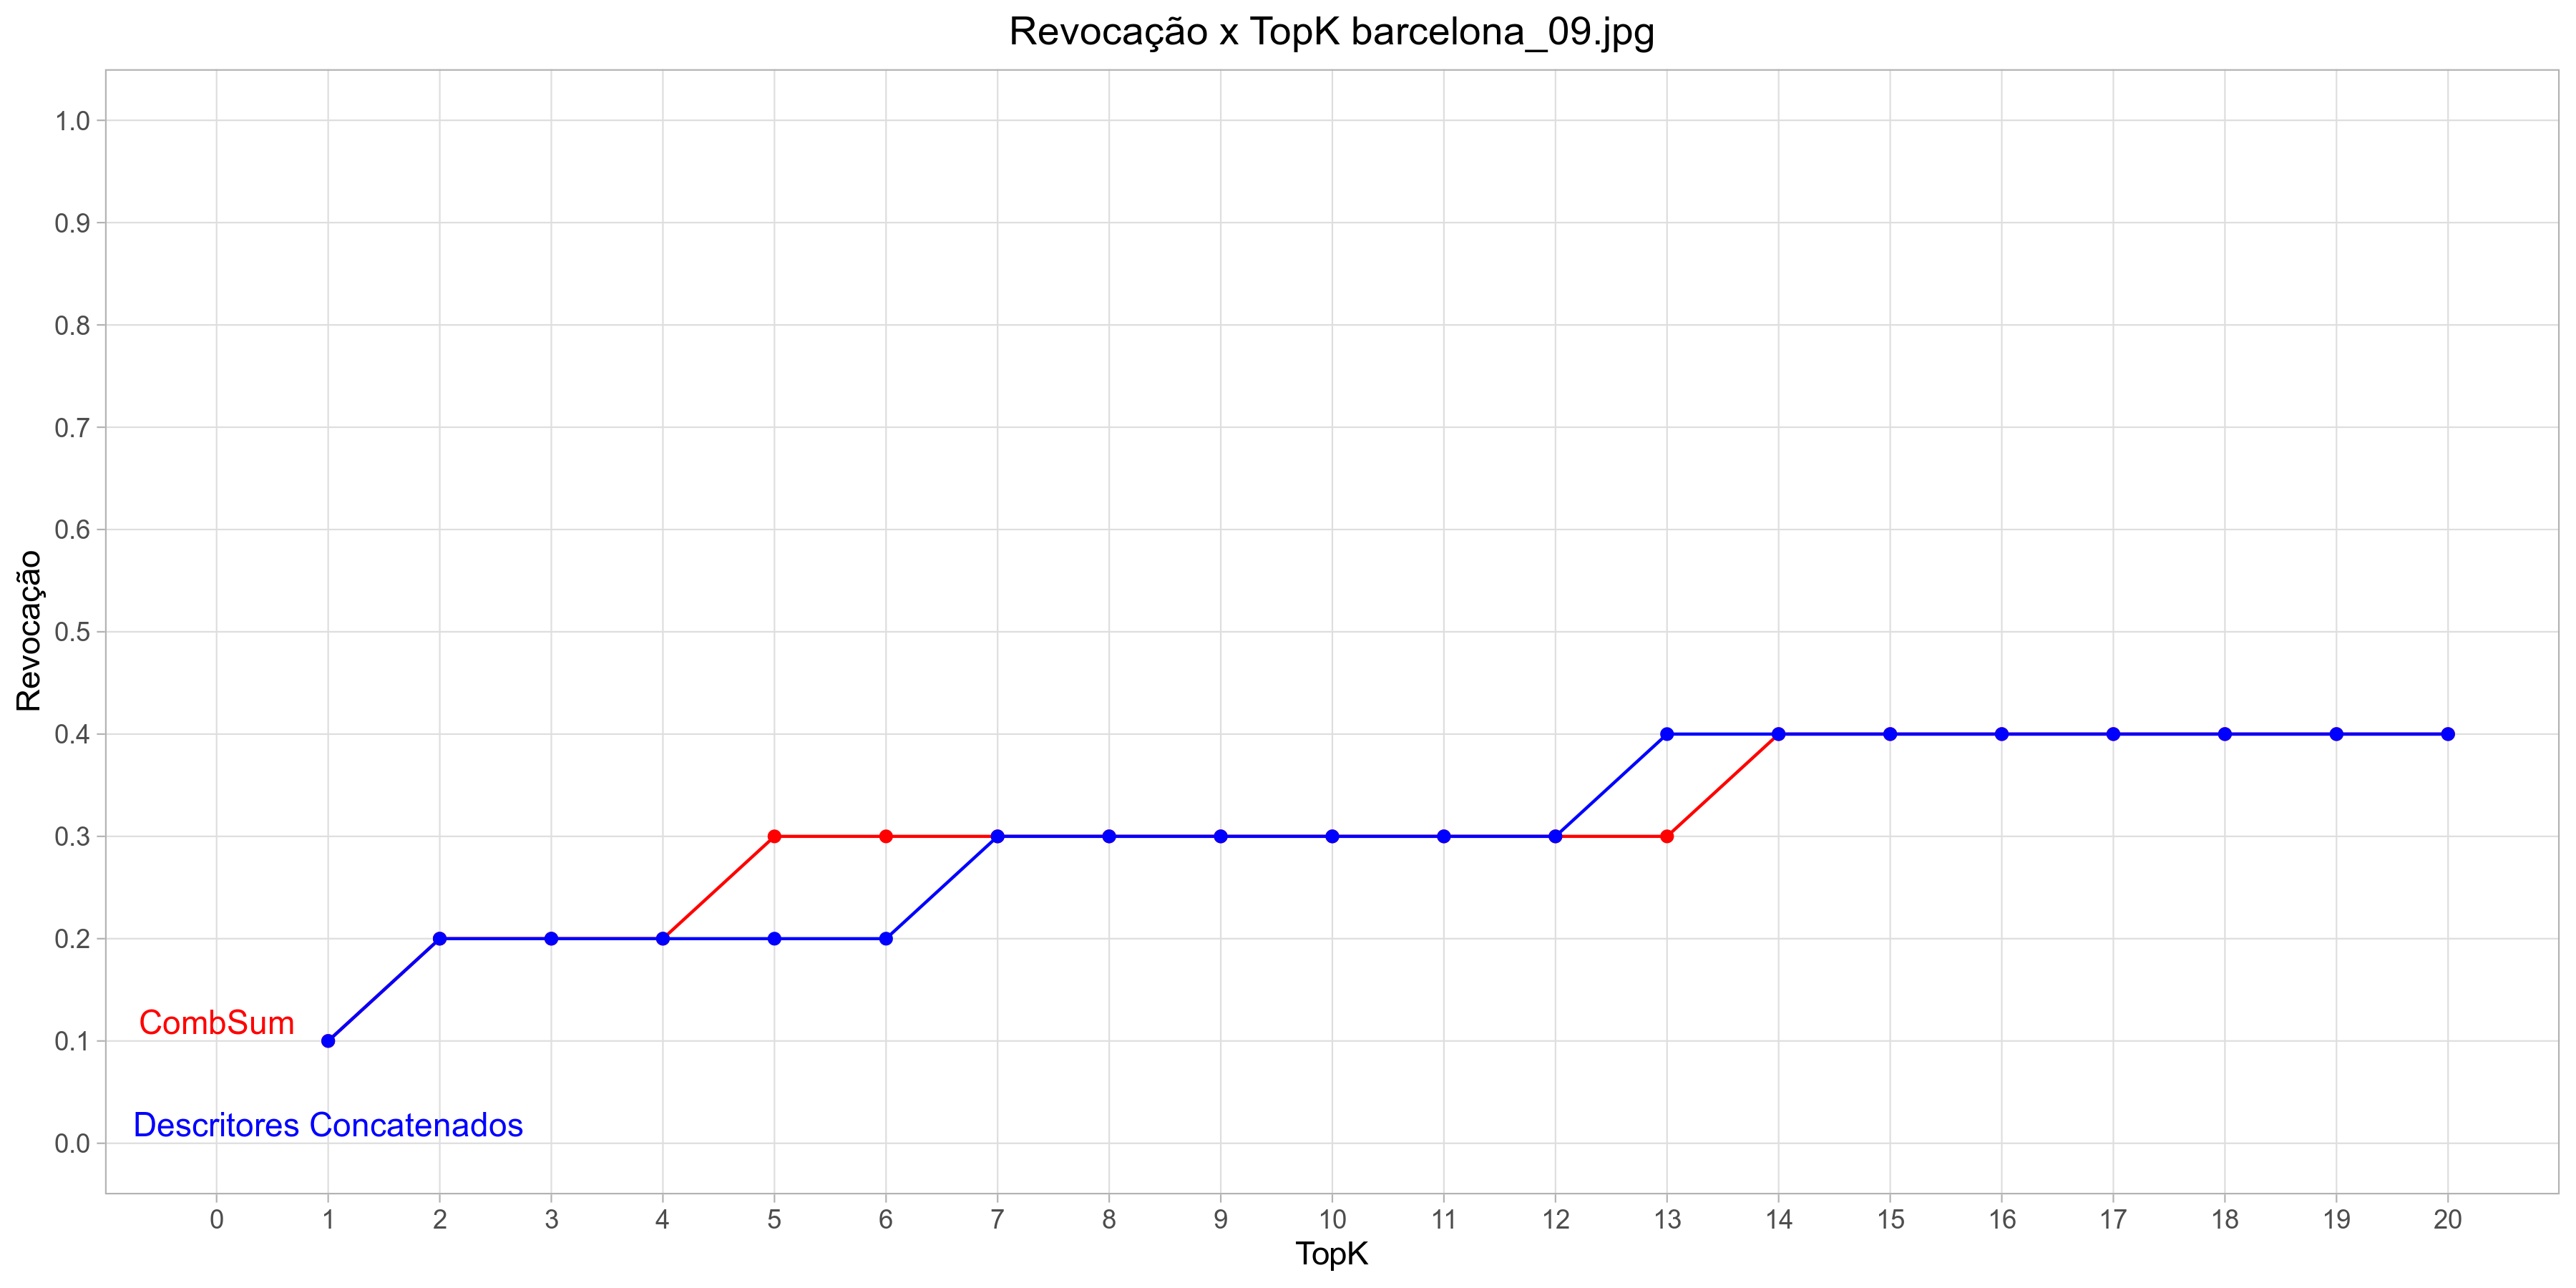 Revocação x TopK barcelona_09.jpg
1.0
0.9
0.8
0.7
0.6
0.5
0.4
0.3
0.2
0.1
0.0
Revocação
CombSum
Descritores Concatenados
0 1 2 3 4 5 6 7 8 9 10 11 12 13 14 15 16 17 18 19 20
TopK